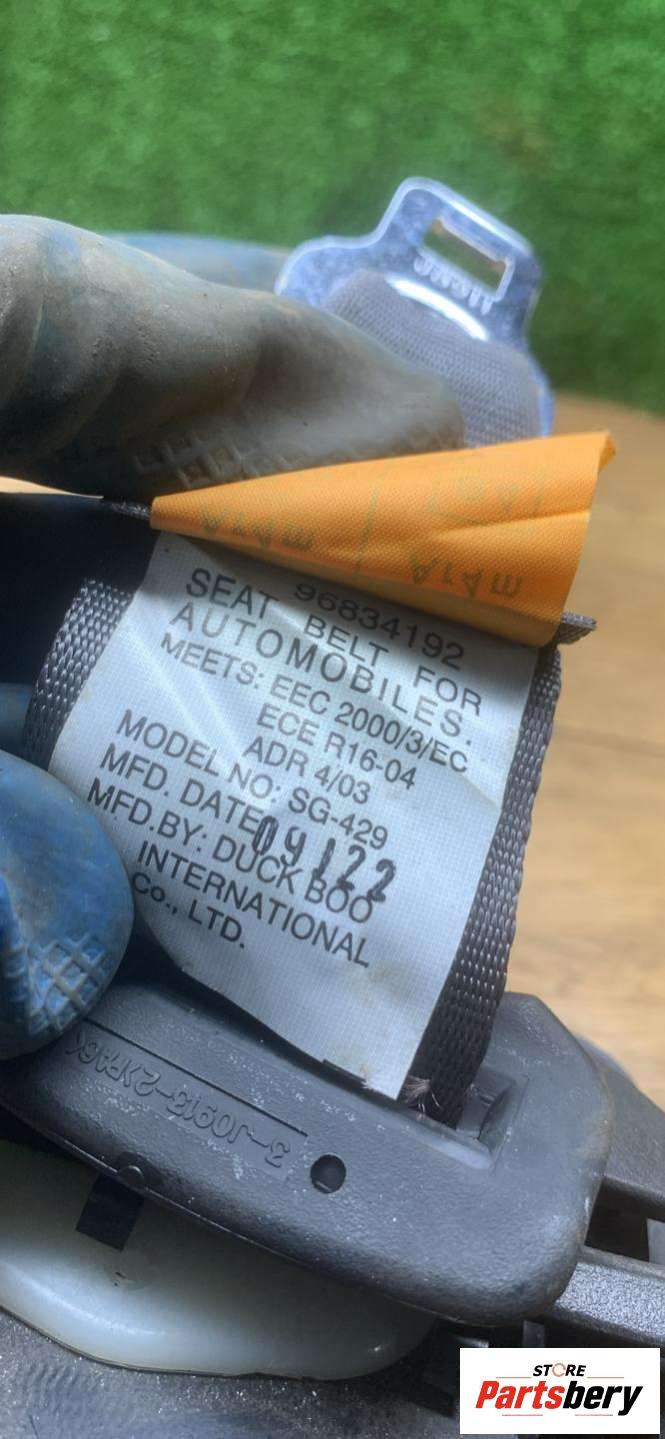 96834192
SEAT BELT FOR
AUTOMOBILES.
MEETS: EEC 2000/3/EC
ECE R16-04
ADR 4/03
MODEL NO: SG-429
MFD. DATE
09122
MFD.BY: DUCK BOO
INTERNATIONAL
Co., LTD.
STORE
Partsbery